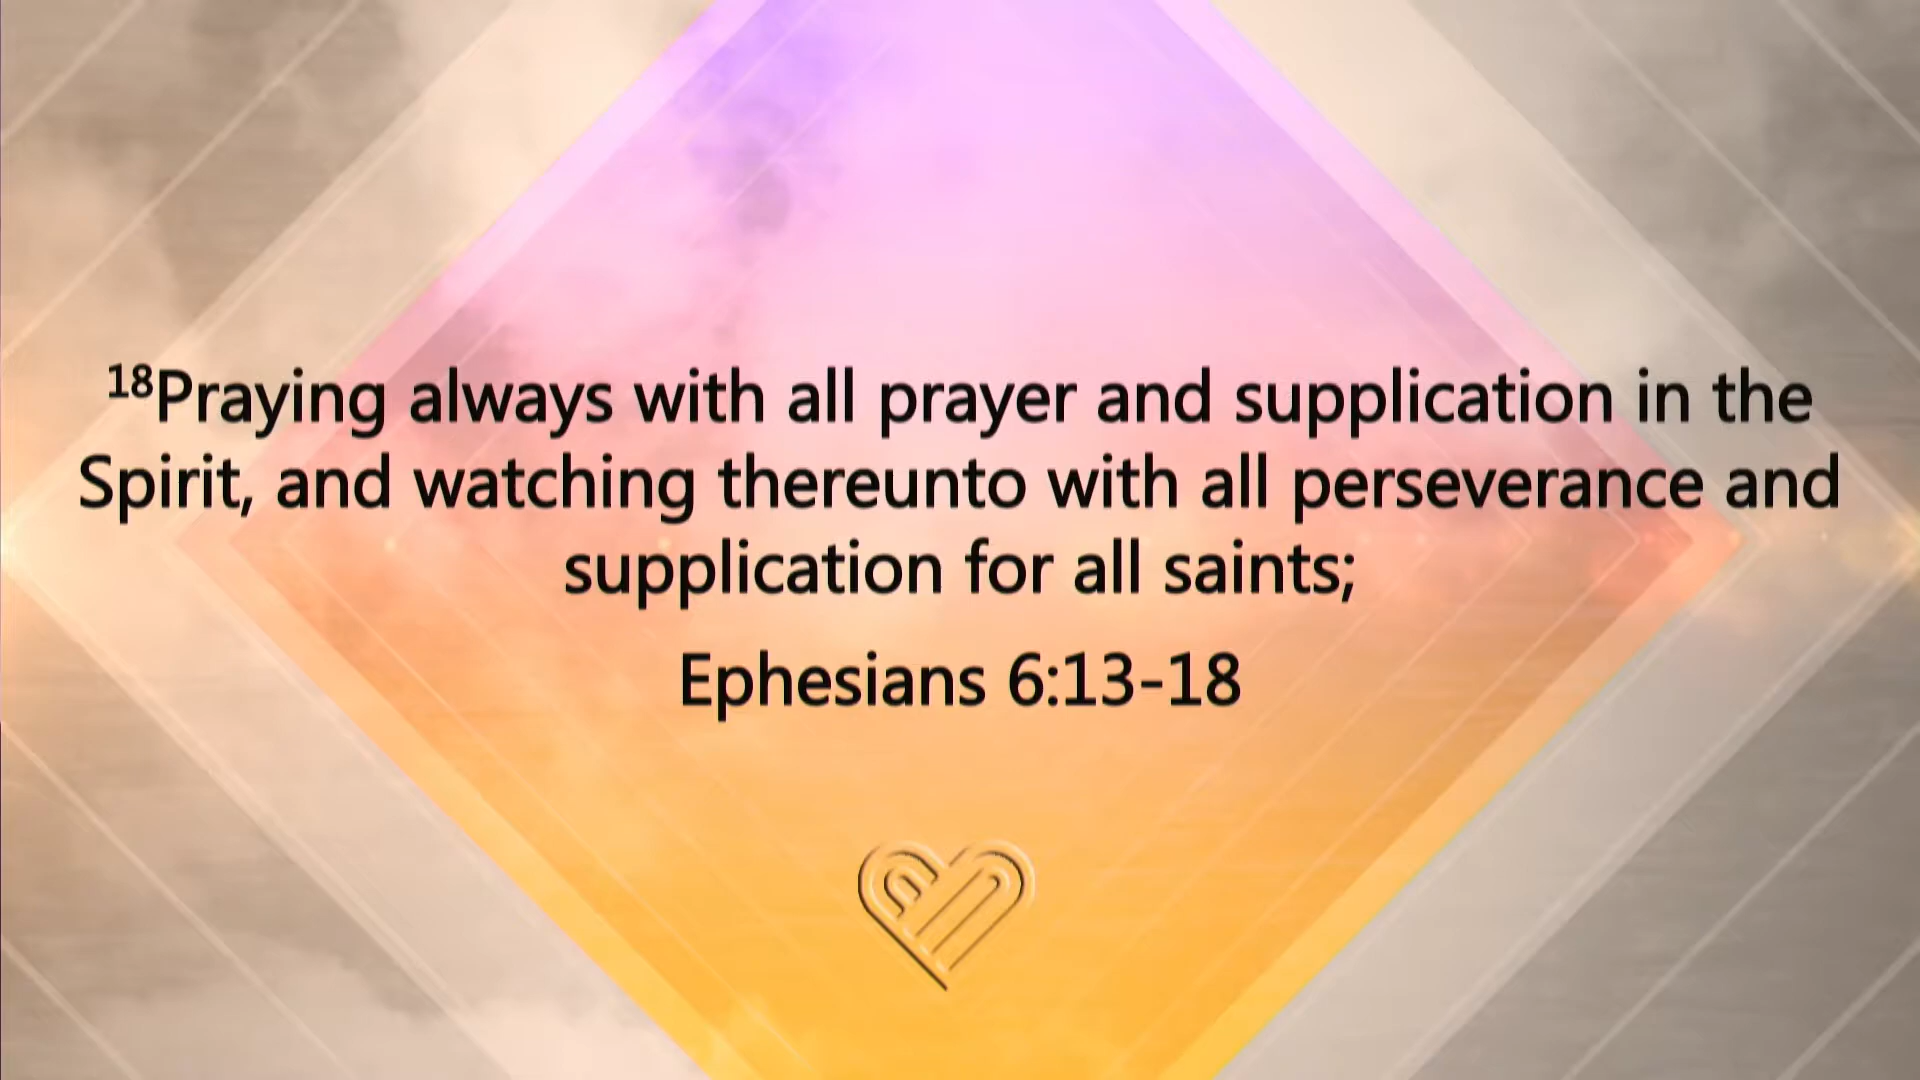 ¹⁸Praying always with all prayer and supplication in the
Spirit, and watching thereunto with all perseverance and
supplication for all saints;
Ephesians 6:13-18